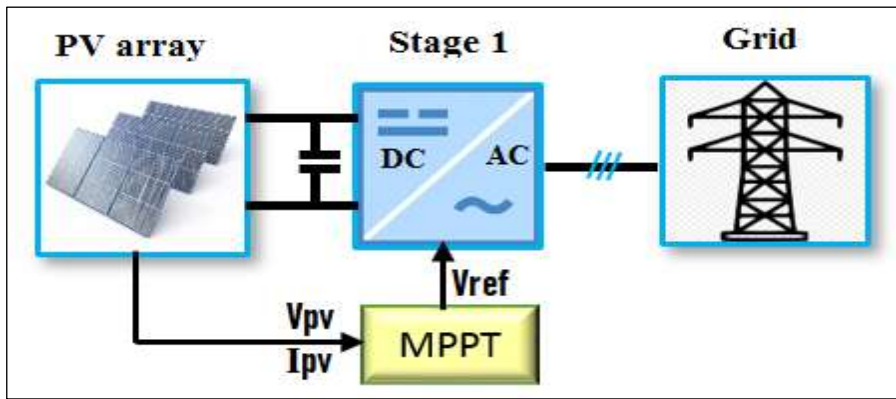 PV array
Stage 1
Grid
DC
AC
Vref
Vpv
Ipv
MPPT